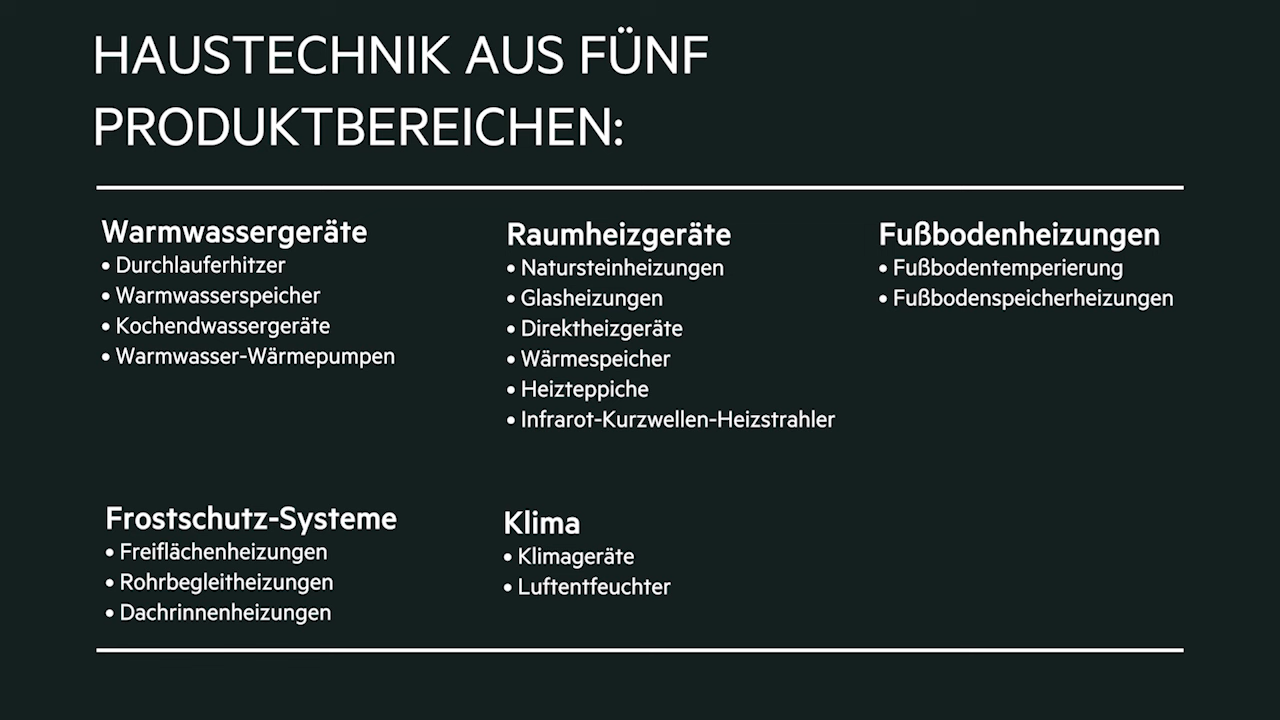 HAUSTECHNIK AUS FÜNF
PRODUKTBEREICHEN:
Warmwassergeräte
• Durchlauferhitzer
• Warmwasserspeicher
• Kochendwassergeräte
• Warmwasser-Wärmepumpen
Raumheizgeräte
• Natursteinheizungen
• Glasheizungen
• Direktheizgeräte
• Wärmespeicher
• Heizteppiche
• Infrarot-Kurzwellen-Heizstrahler
Fußbodenheizungen
• Fußbodentemperierung
• Fußbodenspeicherheizungen
Frostschutz-Systeme
• Freiflächenheizungen
• Rohrbegleitheizungen
• Dachrinnenheizungen
Klima
• Klimageräte
• Luftentfeuchter